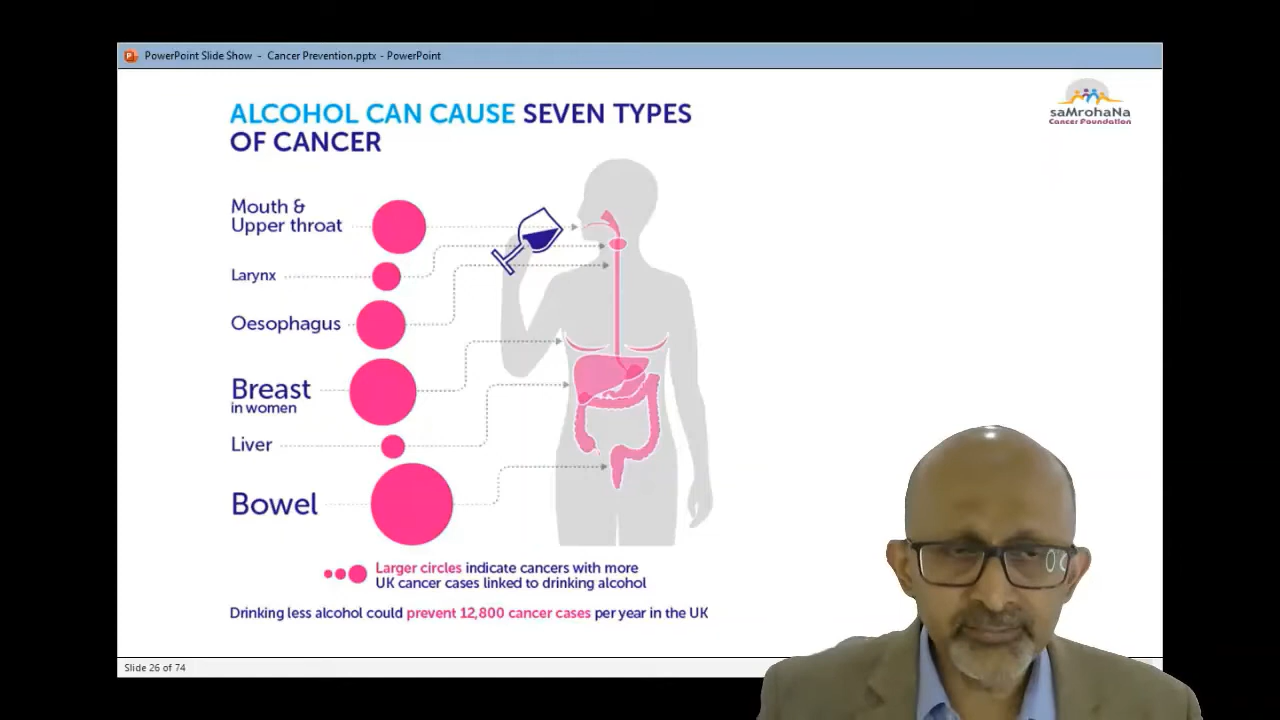 PowerPoint Slide Show - Cancer Prevention.pptx - PowerPoint
saMrohaNa
Cancer Foundation
ALCOHOL CAN CAUSE SEVEN TYPES
OF CANCER
Mouth &
Upper throat
Larynx
Oesophagus
Breast
in women
Liver
Bowel
Larger circles indicate cancers with more
UK cancer cases linked to drinking alcohol
Drinking less alcohol could prevent 12,800 cancer cases per year in the UK
Slide 26 of 74